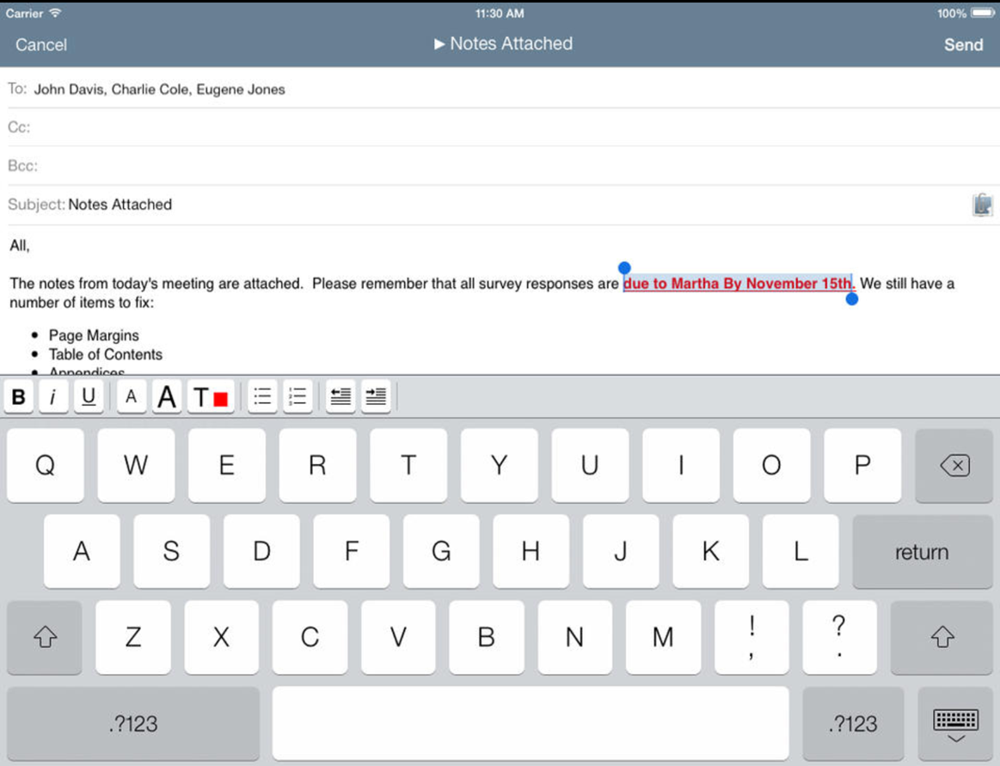 Carrier 11:30 AM 100%
Cancel ▶ Notes Attached Send
To: John Davis, Charlie Cole, Eugene Jones
Cc:
Bcc:
Subject: Notes Attached
All,
The notes from today's meeting are attached.  Please remember that all survey responses are due to Martha By November 15th. We still have a
number of items to fix:
• Page Margins
• Table of Contents
• Appendices
B i U A A T
Q W E R T Y U I O P
A S D F G H J K L return
Z X C V B N M ! , ? .
.?123 .?123